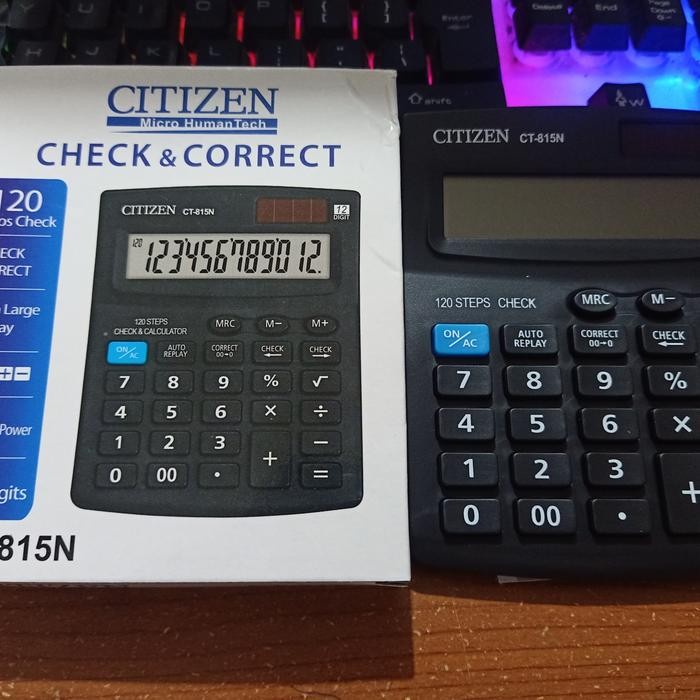 Y
U
I
End
Enter
shift
W
CITIZEN
Micro HumanTech
CHECK & CORRECT
120
ps Check
ECK
RECT
Large
ay
Power
gits
815N
CITIZEN CT-815N
12
DIGIT
120
123456789012.
120 STEPS
CHECK & CALCULATOR
MRC M− M+
ON/AC AUTO REPLAY CORRECT 00→0 CHECK ← CHECK →
7 8 9 % √
4 5 6 × ÷
1 2 3 + −
0 00 • =
CITIZEN CT-815N
120 STEPS CHECK MRC M−
ON/AC AUTO REPLAY CORRECT 00→0 CHECK ←
7 8 9 %
4 5 6 ×
1 2 3 +
0 00 •